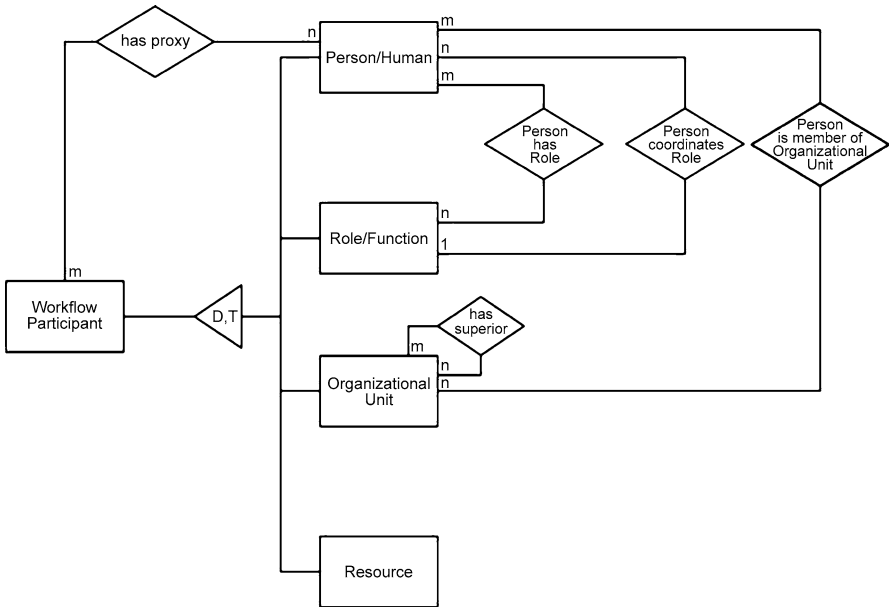 has proxy
n
m
Person/Human
m
n
m
Person
has
Role
Person
coordinates
Role
Person
is member of
Organizational
Unit
Role/Function
n
1
Workflow
Participant
D,T
has
superior
m
n
n
Organizational
Unit
Resource